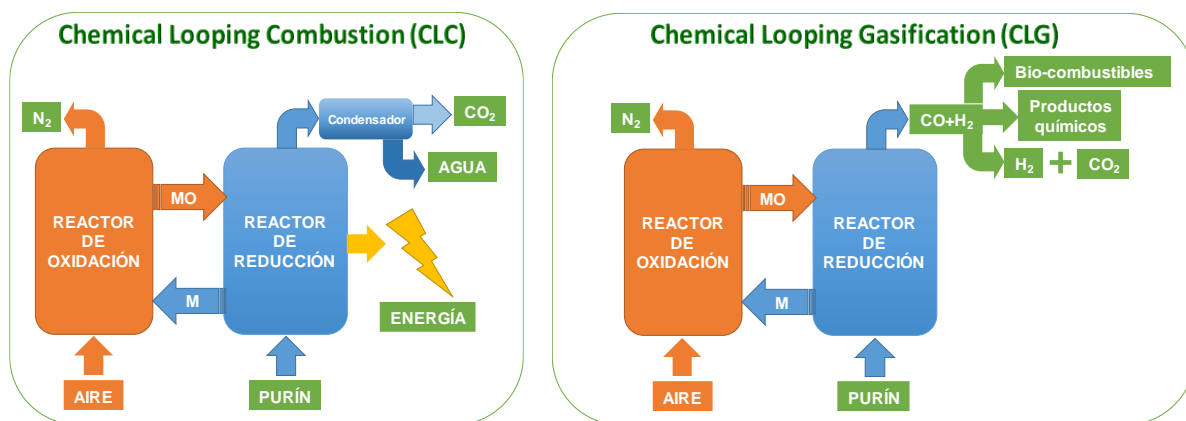 Chemical Looping Combustion (CLC)
N₂
Condensador
CO₂
AGUA
MO
REACTOR
DE
OXIDACIÓN
REACTOR
DE
REDUCCIÓN
M
ENERGÍA
AIRE
PURÍN
Chemical Looping Gasification (CLG)
Bio-combustibles
N₂
CO+H₂
Productos
químicos
H₂ + CO₂
MO
REACTOR
DE
OXIDACIÓN
REACTOR
DE
REDUCCIÓN
M
AIRE
PURÍN